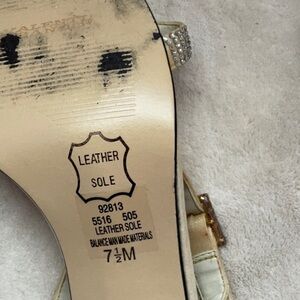 LEATHER
SOLE
92813
5516 505
LEATHER SOLE
BALANCE MAN MADE MATERIALS
7½M